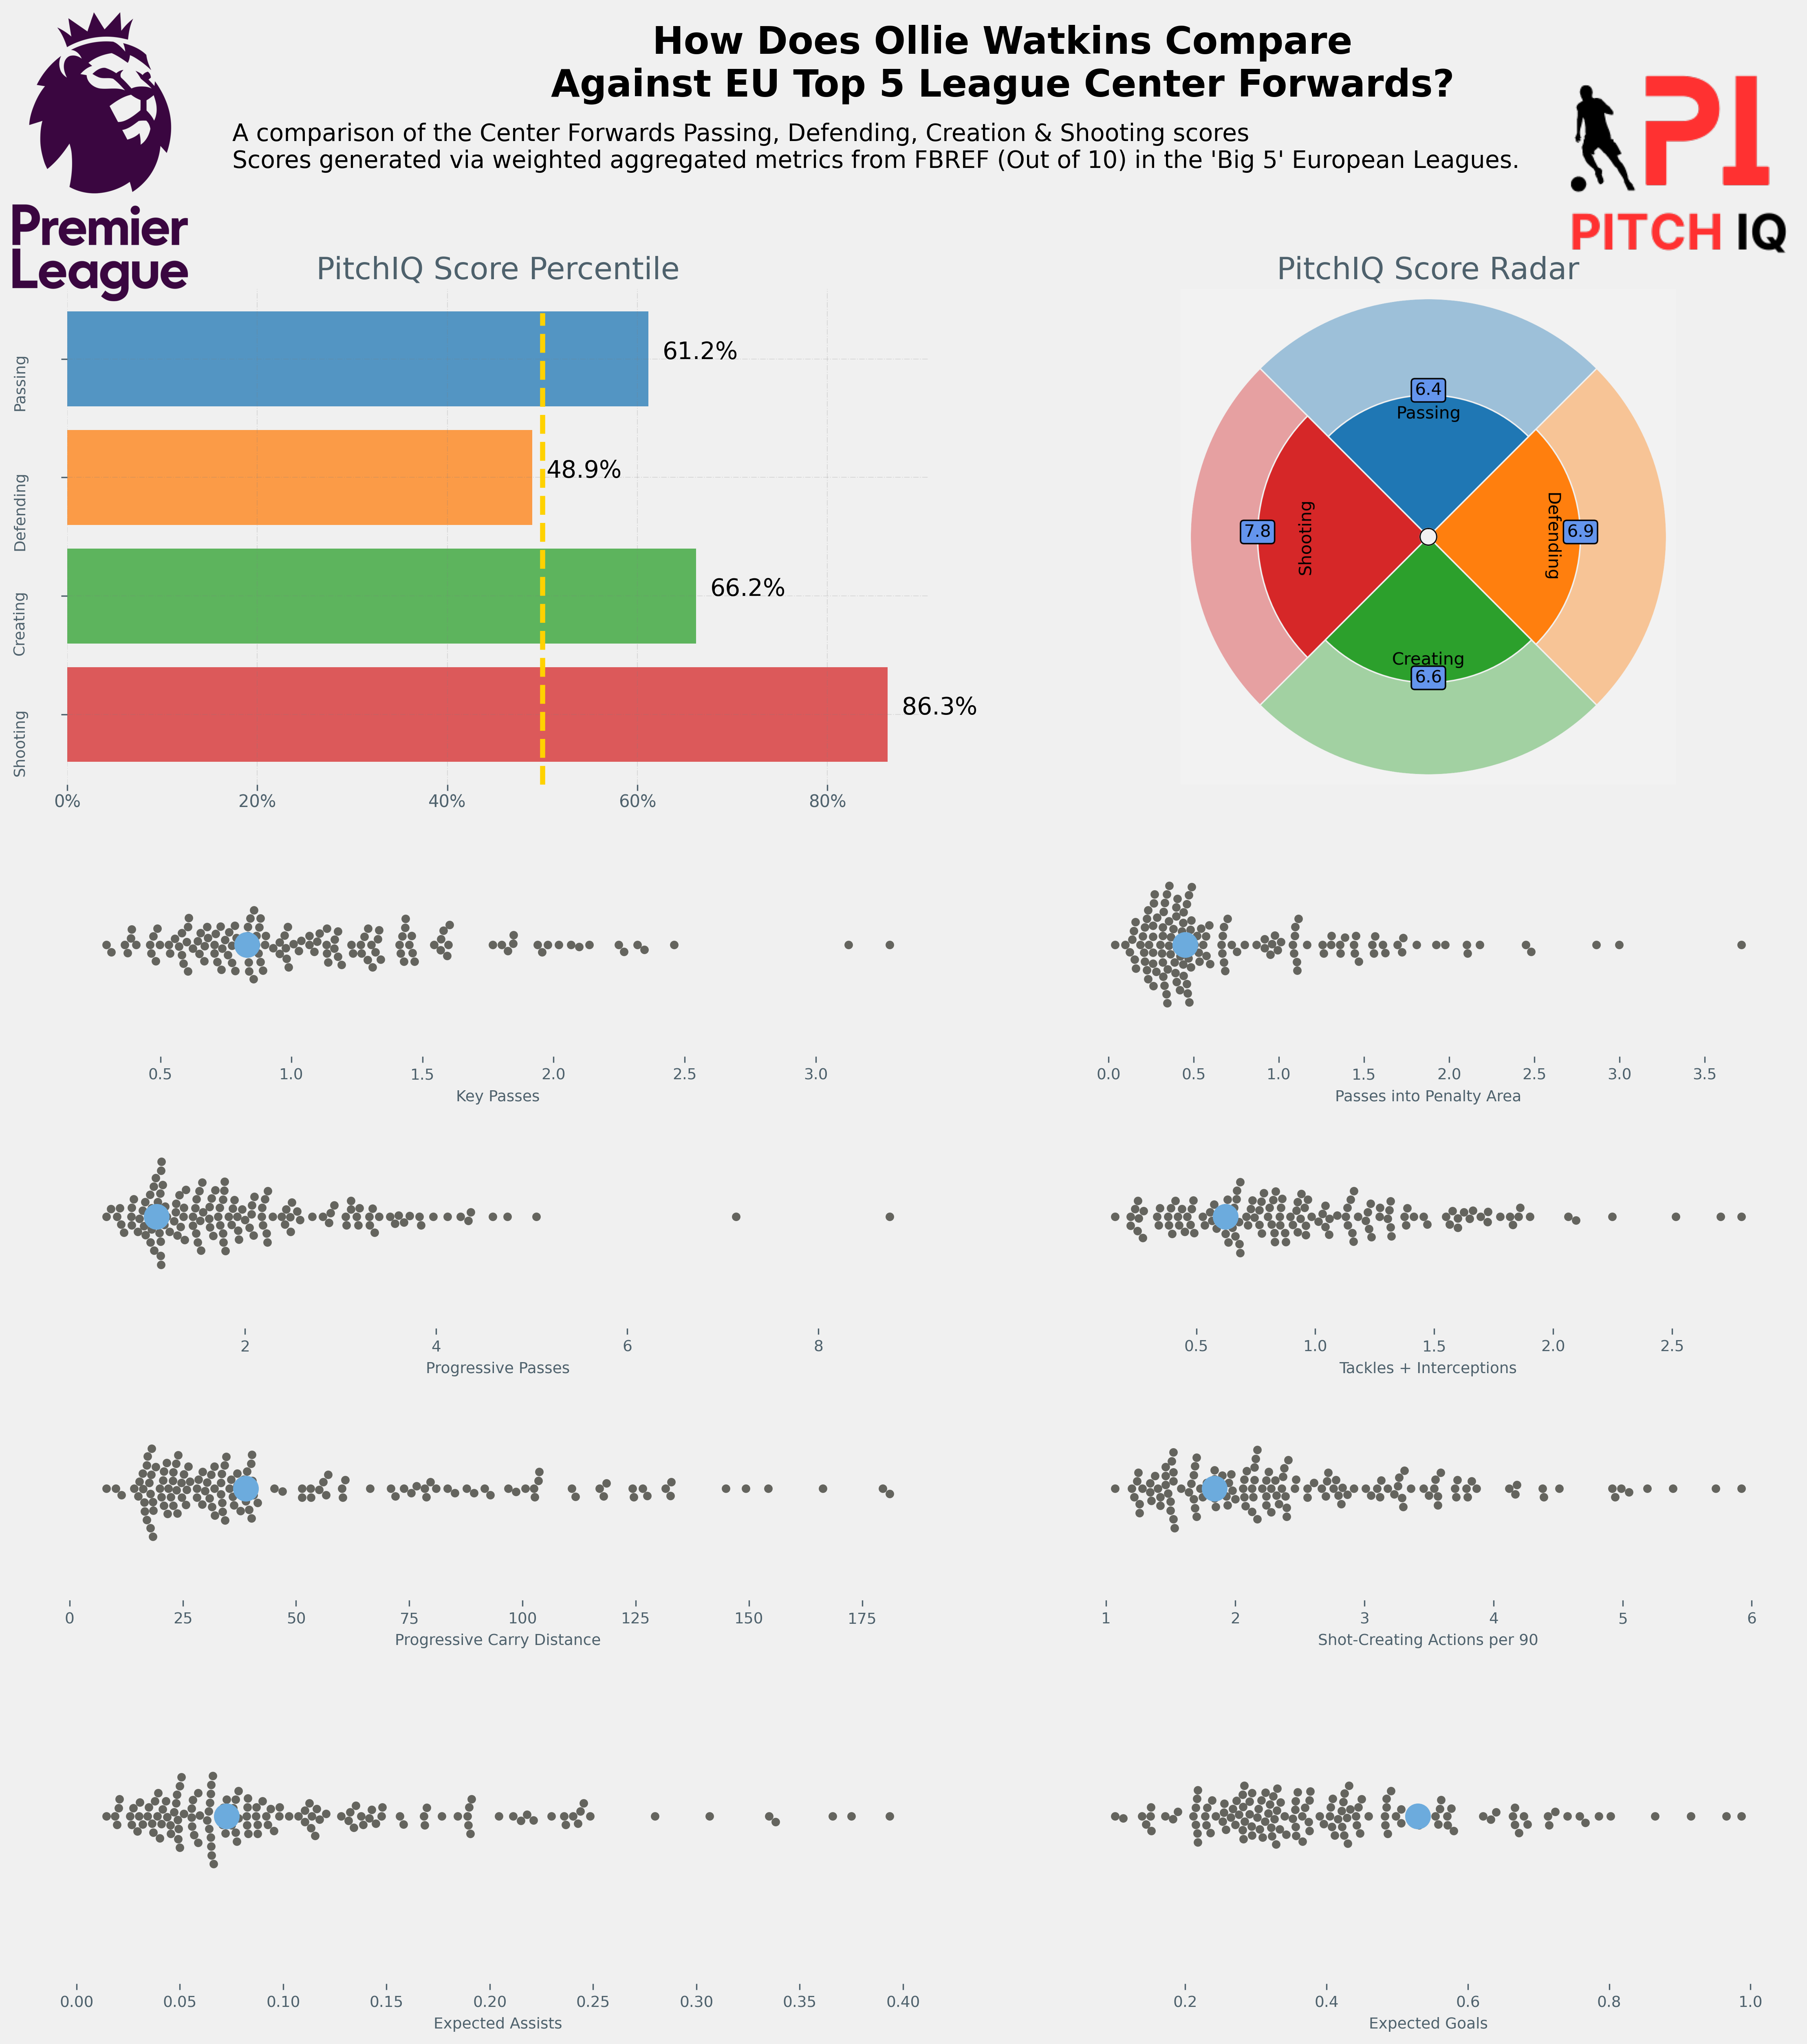 How Does Ollie Watkins Compare
Against EU Top 5 League Center Forwards?
A comparison of the Center Forwards Passing, Defending, Creation & Shooting scores
Scores generated via weighted aggregated metrics from FBREF (Out of 10) in the 'Big 5' European Leagues.
Premier
League
PI
PITCH IQ
PitchIQ Score Percentile
Passing
61.2%
Defending
48.9%
Creating
66.2%
Shooting
86.3%
0% 20% 40% 60% 80%
PitchIQ Score Radar
6.4
Passing
7.8
Shooting
Defending
6.9
Creating
6.6
0.5 1.0 1.5 2.0 2.5 3.0
Key Passes
0.0 0.5 1.0 1.5 2.0 2.5 3.0 3.5
Passes into Penalty Area
2 4 6 8
Progressive Passes
0.5 1.0 1.5 2.0 2.5
Tackles + Interceptions
0 25 50 75 100 125 150 175
Progressive Carry Distance
1 2 3 4 5 6
Shot-Creating Actions per 90
0.00 0.05 0.10 0.15 0.20 0.25 0.30 0.35 0.40
Expected Assists
0.2 0.4 0.6 0.8 1.0
Expected Goals